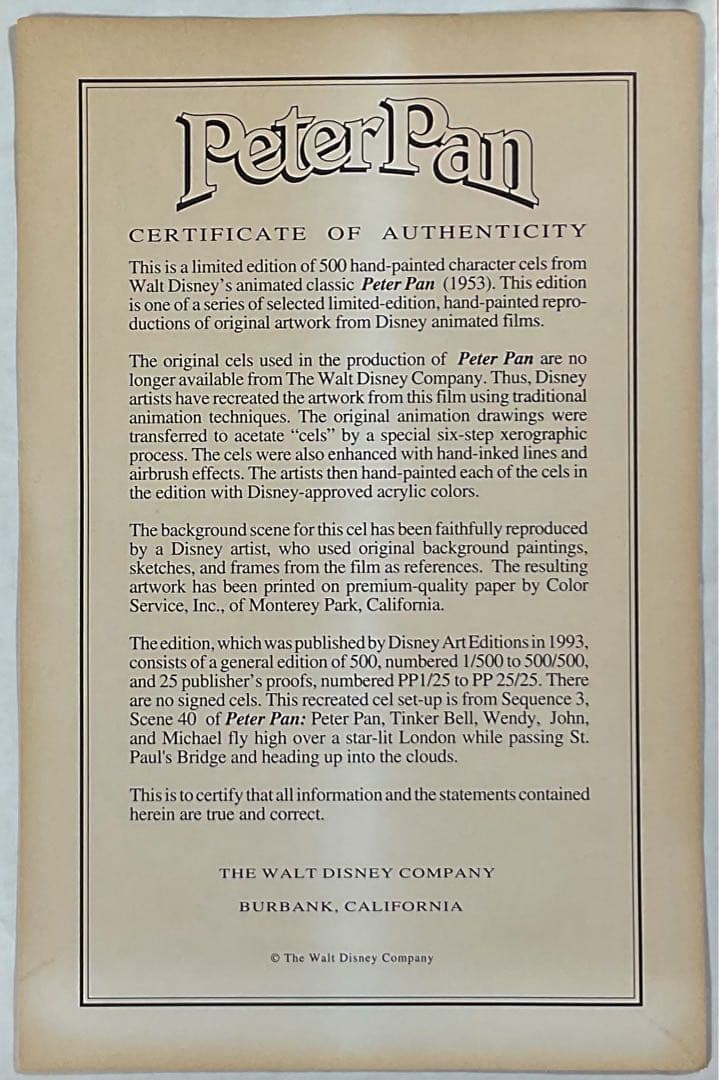 Peter Pan
CERTIFICATE OF AUTHENTICITY
This is a limited edition of 500 hand-painted character cels from
Walt Disney's animated classic Peter Pan (1953). This edition
is one of a series of selected limited-edition, hand-painted repro-
ductions of original artwork from Disney animated films.
The original cels used in the production of Peter Pan are no
longer available from The Walt Disney Company. Thus, Disney
artists have recreated the artwork from this film using traditional
animation techniques. The original animation drawings were
transferred to acetate “cels” by a special six-step xerographic
process. The cels were also enhanced with hand-inked lines and
airbrush effects. The artists then hand-painted each of the cels in
the edition with Disney-approved acrylic colors.
The background scene for this cel has been faithfully reproduced
by a Disney artist, who used original background paintings,
sketches, and frames from the film as references. The resulting
artwork has been printed on premium-quality paper by Color
Service, Inc., of Monterey Park, California.
The edition, which was published by Disney Art Editions in 1993,
consists of a general edition of 500, numbered 1/500 to 500/500,
and 25 publisher's proofs, numbered PP1/25 to PP 25/25. There
are no signed cels. This recreated cel set-up is from Sequence 3,
Scene 40 of Peter Pan: Peter Pan, Tinker Bell, Wendy, John,
and Michael fly high over a star-lit London while passing St.
Paul's Bridge and heading up into the clouds.
This is to certify that all information and the statements contained
herein are true and correct.
THE WALT DISNEY COMPANY
BURBANK, CALIFORNIA
© The Walt Disney Company